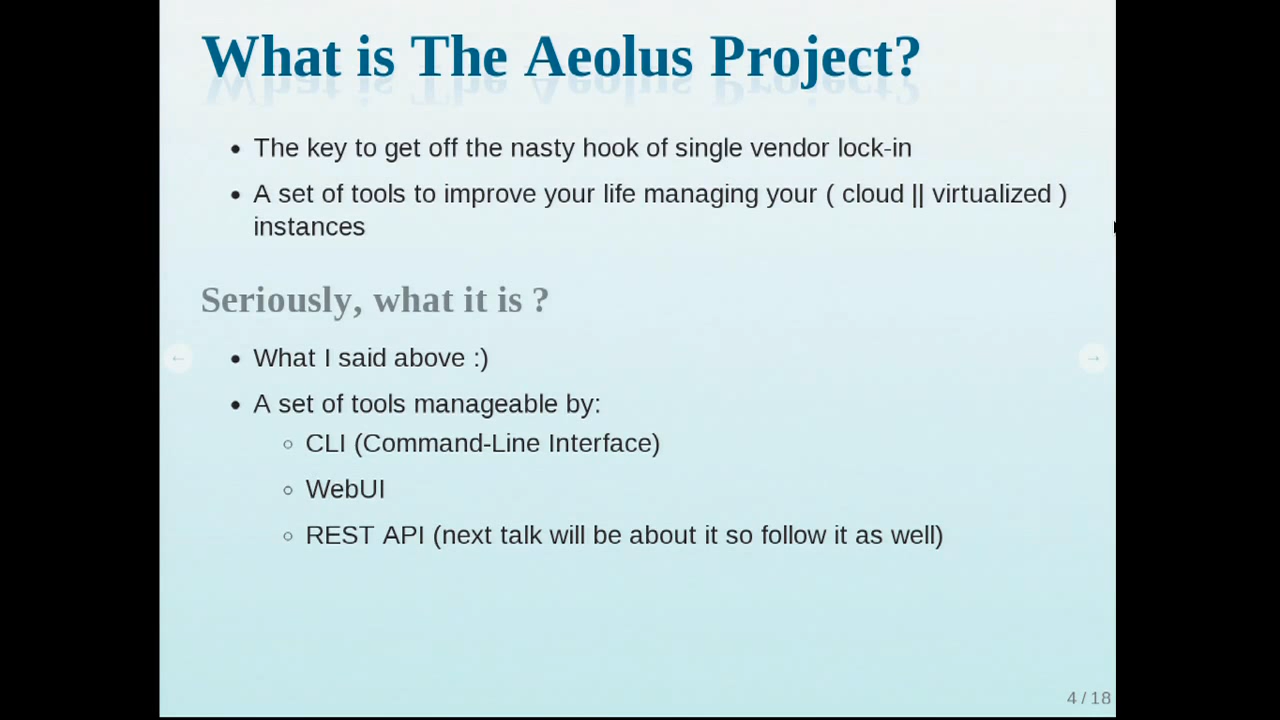 What is The Aeolus Project?
• The key to get off the nasty hook of single vendor lock-in
• A set of tools to improve your life managing your ( cloud || virtualized )
instances
Seriously, what it is ?
• What I said above :)
• A set of tools manageable by:
◦ CLI (Command-Line Interface)
◦ WebUI
◦ REST API (next talk will be about it so follow it as well)
←
→
4 / 18